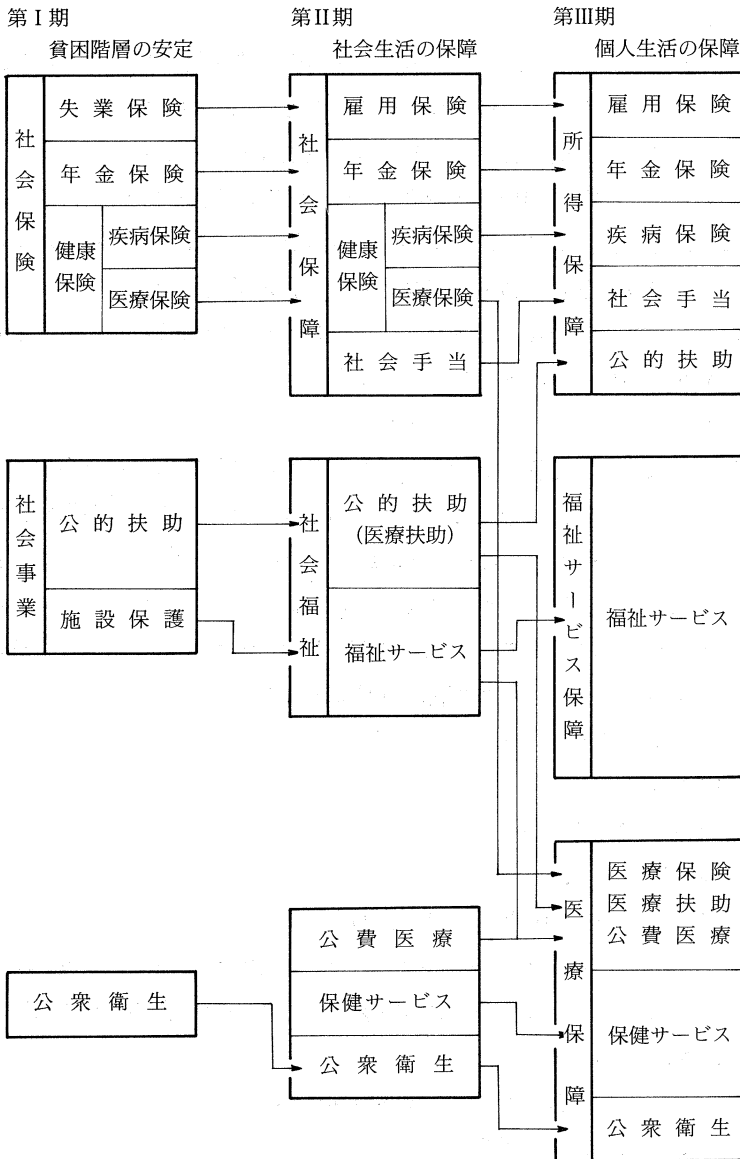 第Ⅰ期
貧困階層の安定
社会保険
失業保険
年金保険
健康保険
疾病保険
医療保険
社会事業
公的扶助
施設保護
公衆衛生
第Ⅱ期
社会生活の保障
社会保障
雇用保険
年金保険
健康保険
疾病保険
医療保険
社会手当
社会福祉
公的扶助
(医療扶助)
福祉サービス
公費医療
保健サービス
公衆衛生
第Ⅲ期
個人生活の保障
所得保障
雇用保険
年金保険
疾病保険
社会手当
公的扶助
福祉サービス保障
福祉サービス
医療保障
医療保険
医療扶助
公費医療
保健サービス
公衆衛生